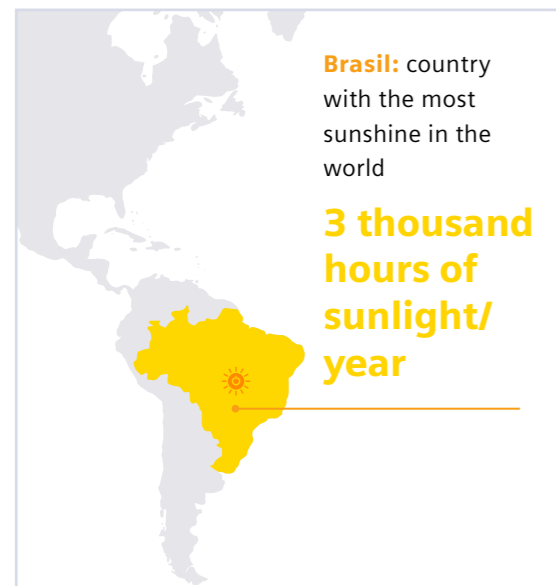 Brasil: country
with the most
sunshine in the
world
3 thousand
hours of
sunlight/
year